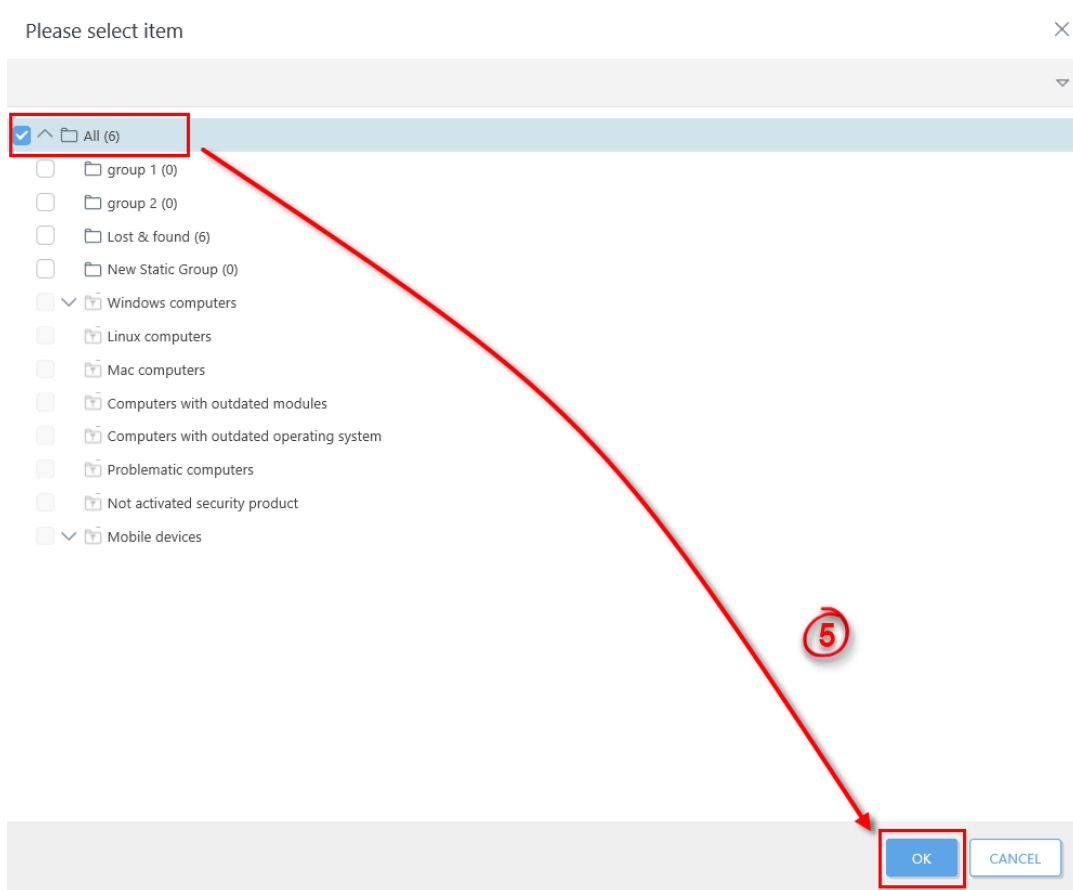 Please select item
All (6)
group 1 (0)
group 2 (0)
Lost & found (6)
New Static Group (0)
Windows computers
Linux computers
Mac computers
Computers with outdated modules
Computers with outdated operating system
Problematic computers
Not activated security product
Mobile devices
5
OK CANCEL